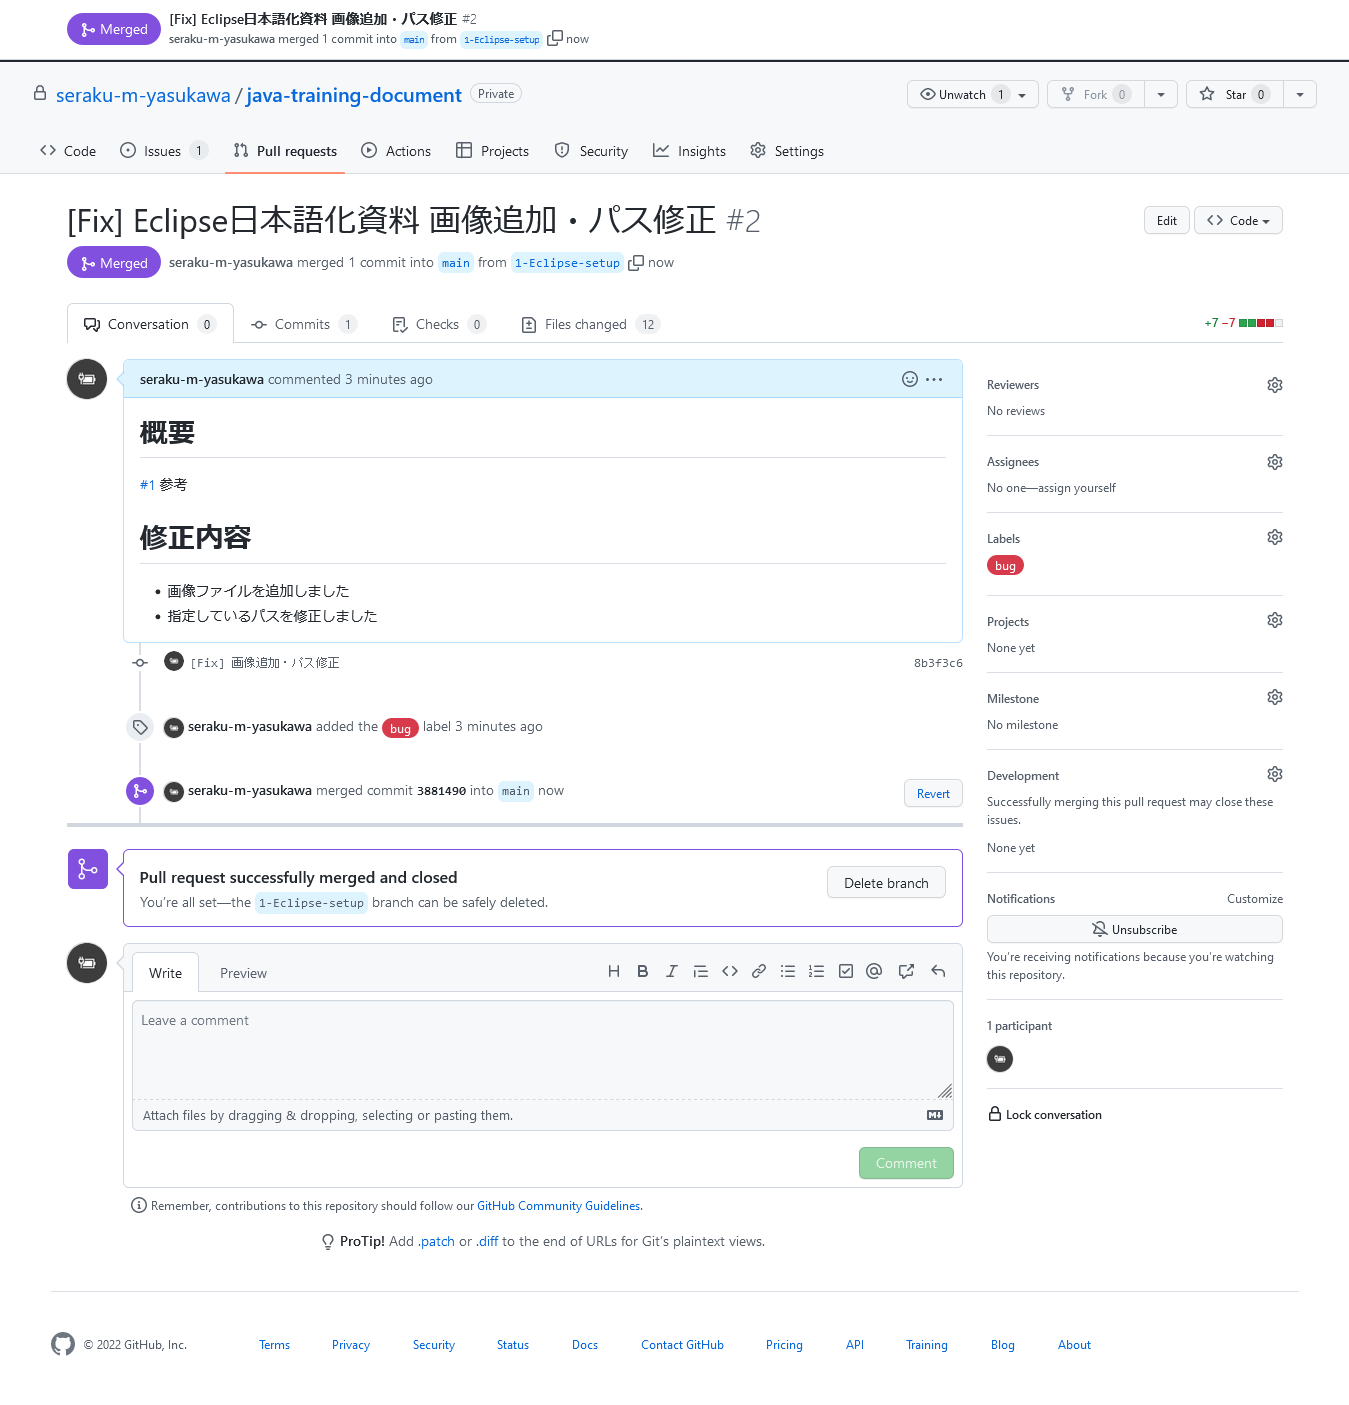 Merged
[Fix] Eclipse日本語化資料 画像追加・パス修正 #2
seraku-m-yasukawa merged 1 commit into main from 1-Eclipse-setup now
seraku-m-yasukawa / java-training-document Private
Unwatch 1
Fork 0
Star 0
Code
Issues 1
Pull requests
Actions
Projects
Security
Insights
Settings
[Fix] Eclipse日本語化資料 画像追加・パス修正 #2
Edit
Code
Merged
seraku-m-yasukawa merged 1 commit into main from 1-Eclipse-setup now
Conversation 0
Commits 1
Checks 0
Files changed 12
+7 −7
seraku-m-yasukawa commented 3 minutes ago
概要
#1 参考
修正内容
• 画像ファイルを追加しました
• 指定しているパスを修正しました
[Fix] 画像追加・パス修正
8b3f3c6
seraku-m-yasukawa added the bug label 3 minutes ago
seraku-m-yasukawa merged commit 3881490 into main now
Revert
Pull request successfully merged and closed
You're all set—the 1-Eclipse-setup branch can be safely deleted.
Delete branch
Write
Preview
Leave a comment
Attach files by dragging & dropping, selecting or pasting them.
Comment
Remember, contributions to this repository should follow our GitHub Community Guidelines.
ProTip! Add .patch or .diff to the end of URLs for Git's plaintext views.
Reviewers
No reviews
Assignees
No one—assign yourself
Labels
bug
Projects
None yet
Milestone
No milestone
Development
Successfully merging this pull request may close these
issues.
None yet
Notifications
Customize
Unsubscribe
You're receiving notifications because you're watching
this repository.
1 participant
Lock conversation
© 2022 GitHub, Inc.
Terms
Privacy
Security
Status
Docs
Contact GitHub
Pricing
API
Training
Blog
About